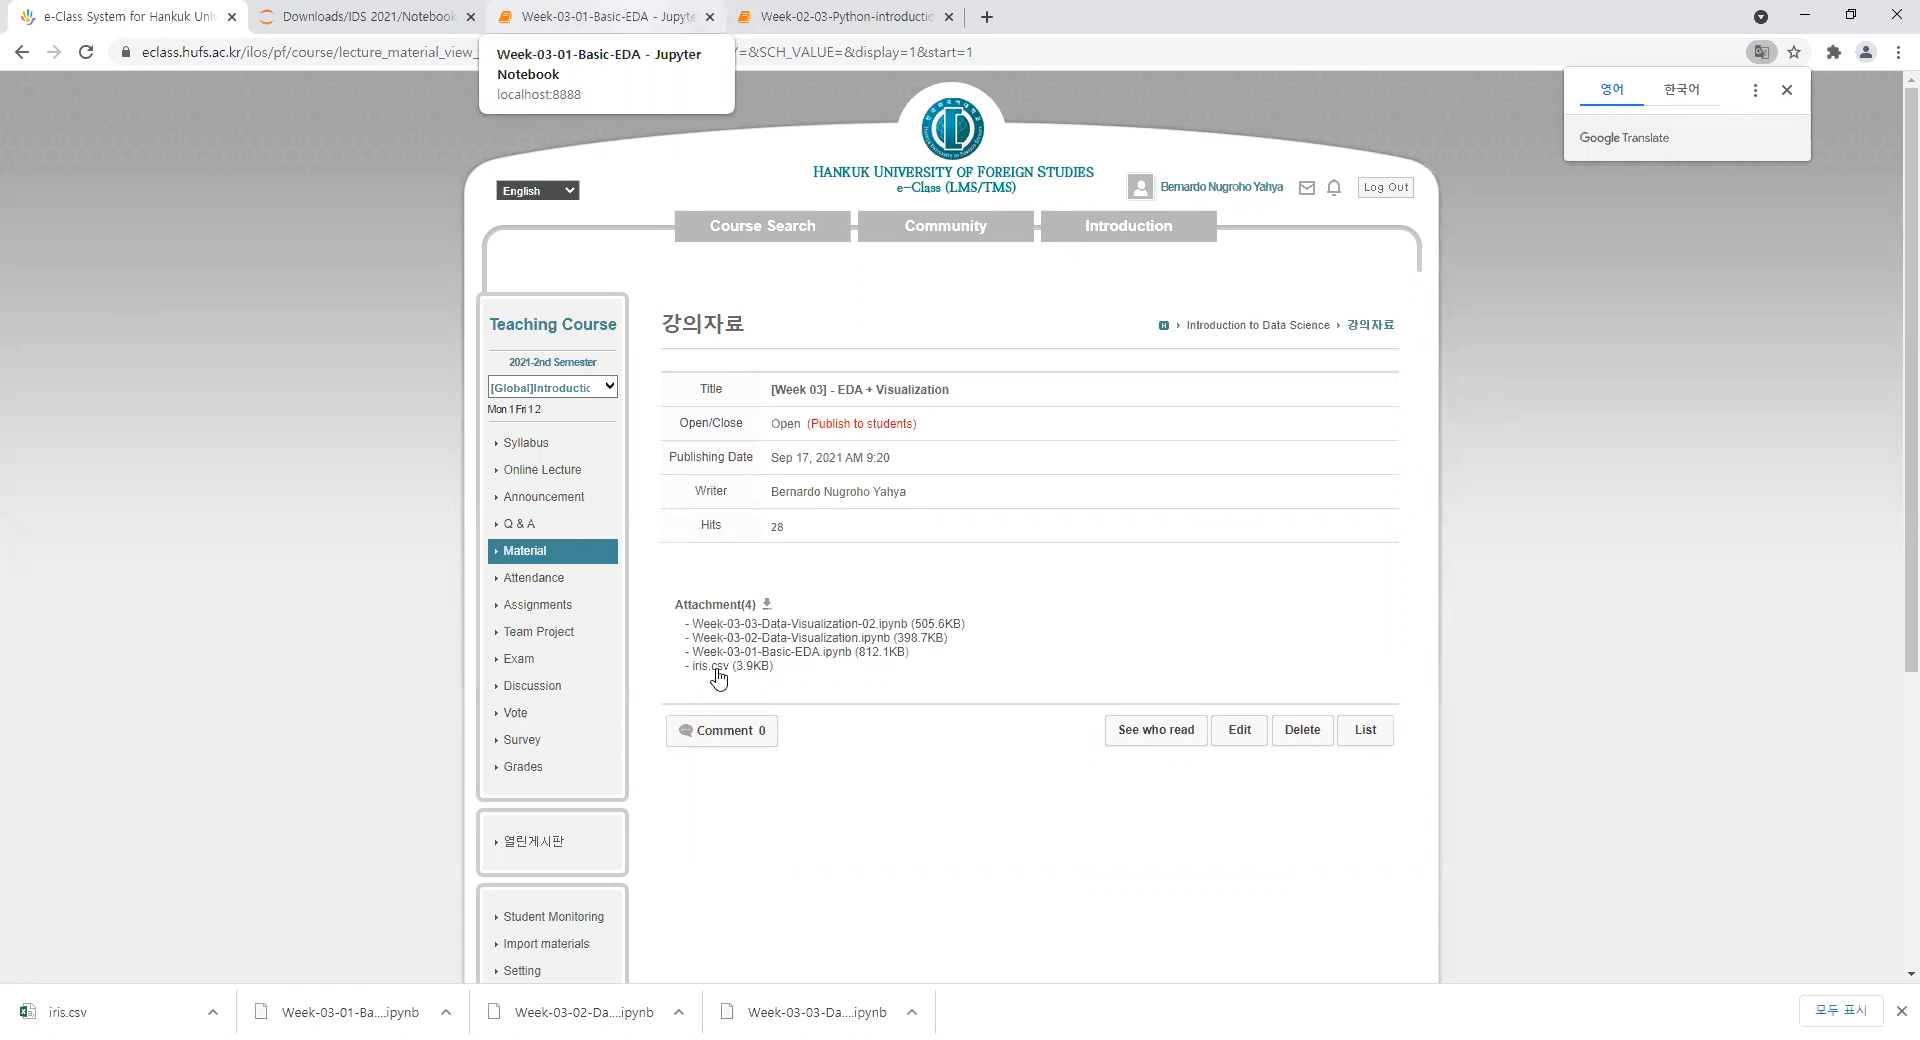 e-Class System for Hankuk Univ
Downloads/IDS 2021/Notebook
Week-03-01-Basic-EDA - Jupyte
Week-02-03-Python-introductio
eclass.hufs.ac.kr/ilos/pf/course/lecture_material_view_
/=&SCH_VALUE=&display=1&start=1
Week-03-01-Basic-EDA - Jupyter
Notebook
localhost:8888
영어
한국어
Google Translate
HANKUK UNIVERSITY OF FOREIGN STUDIES
e-Class (LMS/TMS)
English
Bernardo Nugroho Yahya
Log Out
Course Search
Community
Introduction
Teaching Course
2021-2nd Semester
[Global]Introductic
Mon 1 Fri 1 2
Syllabus
Online Lecture
Announcement
Q & A
Material
Attendance
Assignments
Team Project
Exam
Discussion
Vote
Survey
Grades
열린게시판
Student Monitoring
Import materials
Setting
강의자료
H › Introduction to Data Science › 강의자료
Title [Week 03] - EDA + Visualization
Open/Close Open (Publish to students)
Publishing Date Sep 17, 2021 AM 9:20
Writer Bernardo Nugroho Yahya
Hits 28
Attachment(4)
- Week-03-03-Data-Visualization-02.ipynb (505.6KB)
- Week-03-02-Data-Visualization.ipynb (398.7KB)
- Week-03-01-Basic-EDA.ipynb (812.1KB)
- iris.csv (3.9KB)
Comment 0
See who read
Edit
Delete
List
iris.csv
Week-03-01-Ba....ipynb
Week-03-02-Da....ipynb
Week-03-03-Da....ipynb
모두 표시